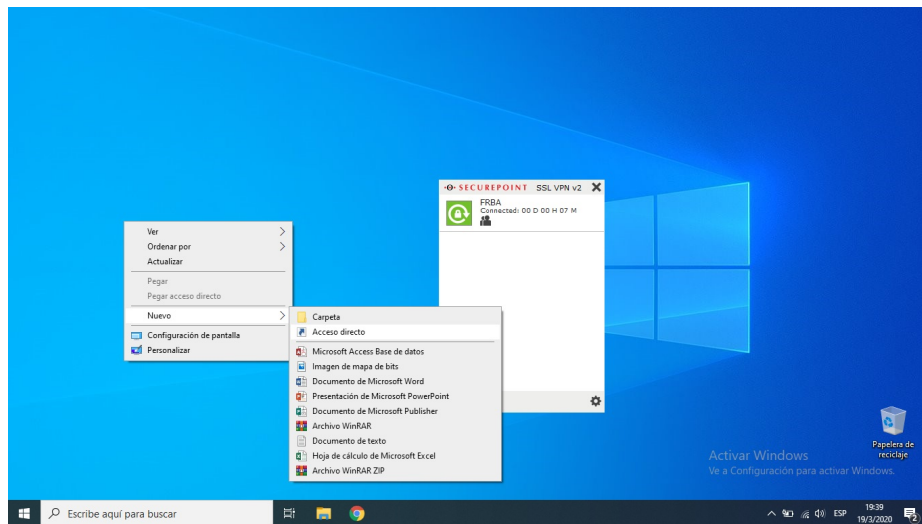 SECUREPOINT SSL VPN v2
FRBA
Connected: 00 D 00 H 07 M
Ver
Ordenar por
Actualizar
Pegar
Pegar acceso directo
Nuevo
Configuración de pantalla
Personalizar
Carpeta
Acceso directo
Microsoft Access Base de datos
Imagen de mapa de bits
Documento de Microsoft Word
Presentación de Microsoft PowerPoint
Documento de Microsoft Publisher
Archivo WinRAR
Documento de texto
Hoja de cálculo de Microsoft Excel
Archivo WinRAR ZIP
Papelera de
reciclaje
Activar Windows
Ve a Configuración para activar Windows.
Escribe aquí para buscar
ESP
19:39
19/3/2020